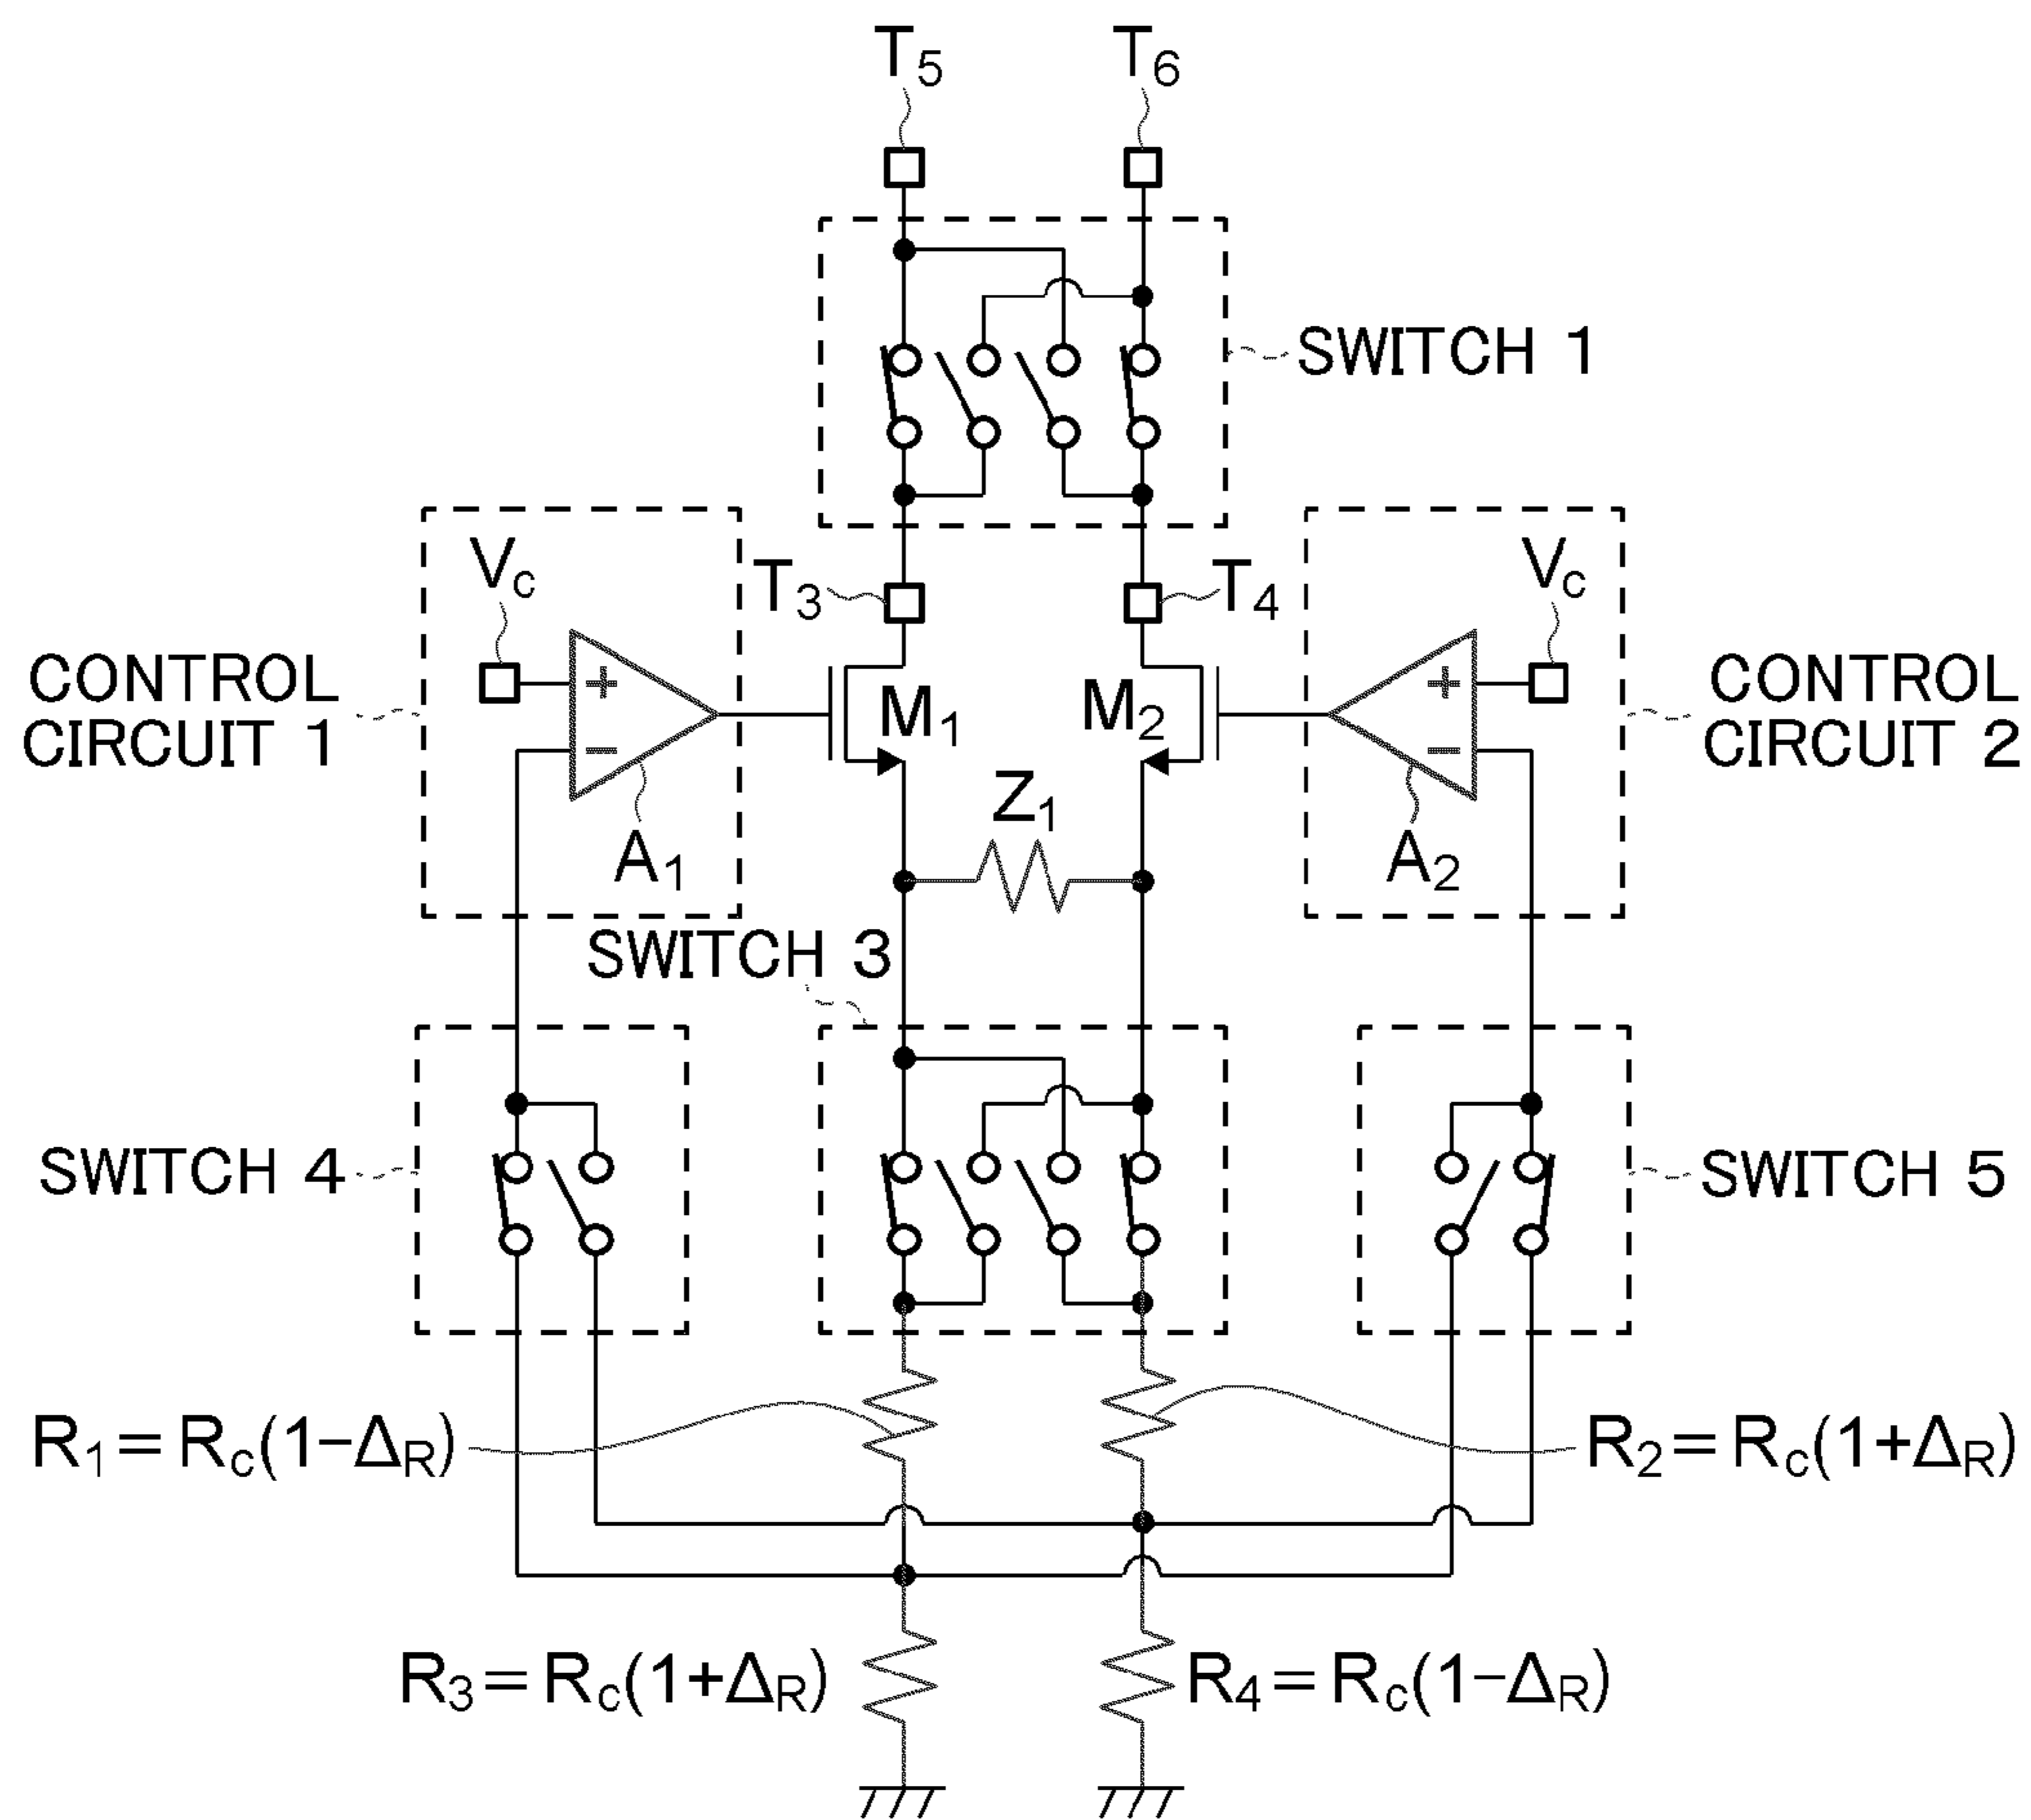 T5
T6
SWITCH 1
Vc
T3
T4
Vc
CONTROL
CIRCUIT 1
+
M1
M2
+
CONTROL
CIRCUIT 2
−
−
Z1
A1
A2
SWITCH 3
SWITCH 4
SWITCH 5
R1=Rc(1−ΔR)
R2=Rc(1+ΔR)
R3=Rc(1+ΔR)
R4=Rc(1−ΔR)